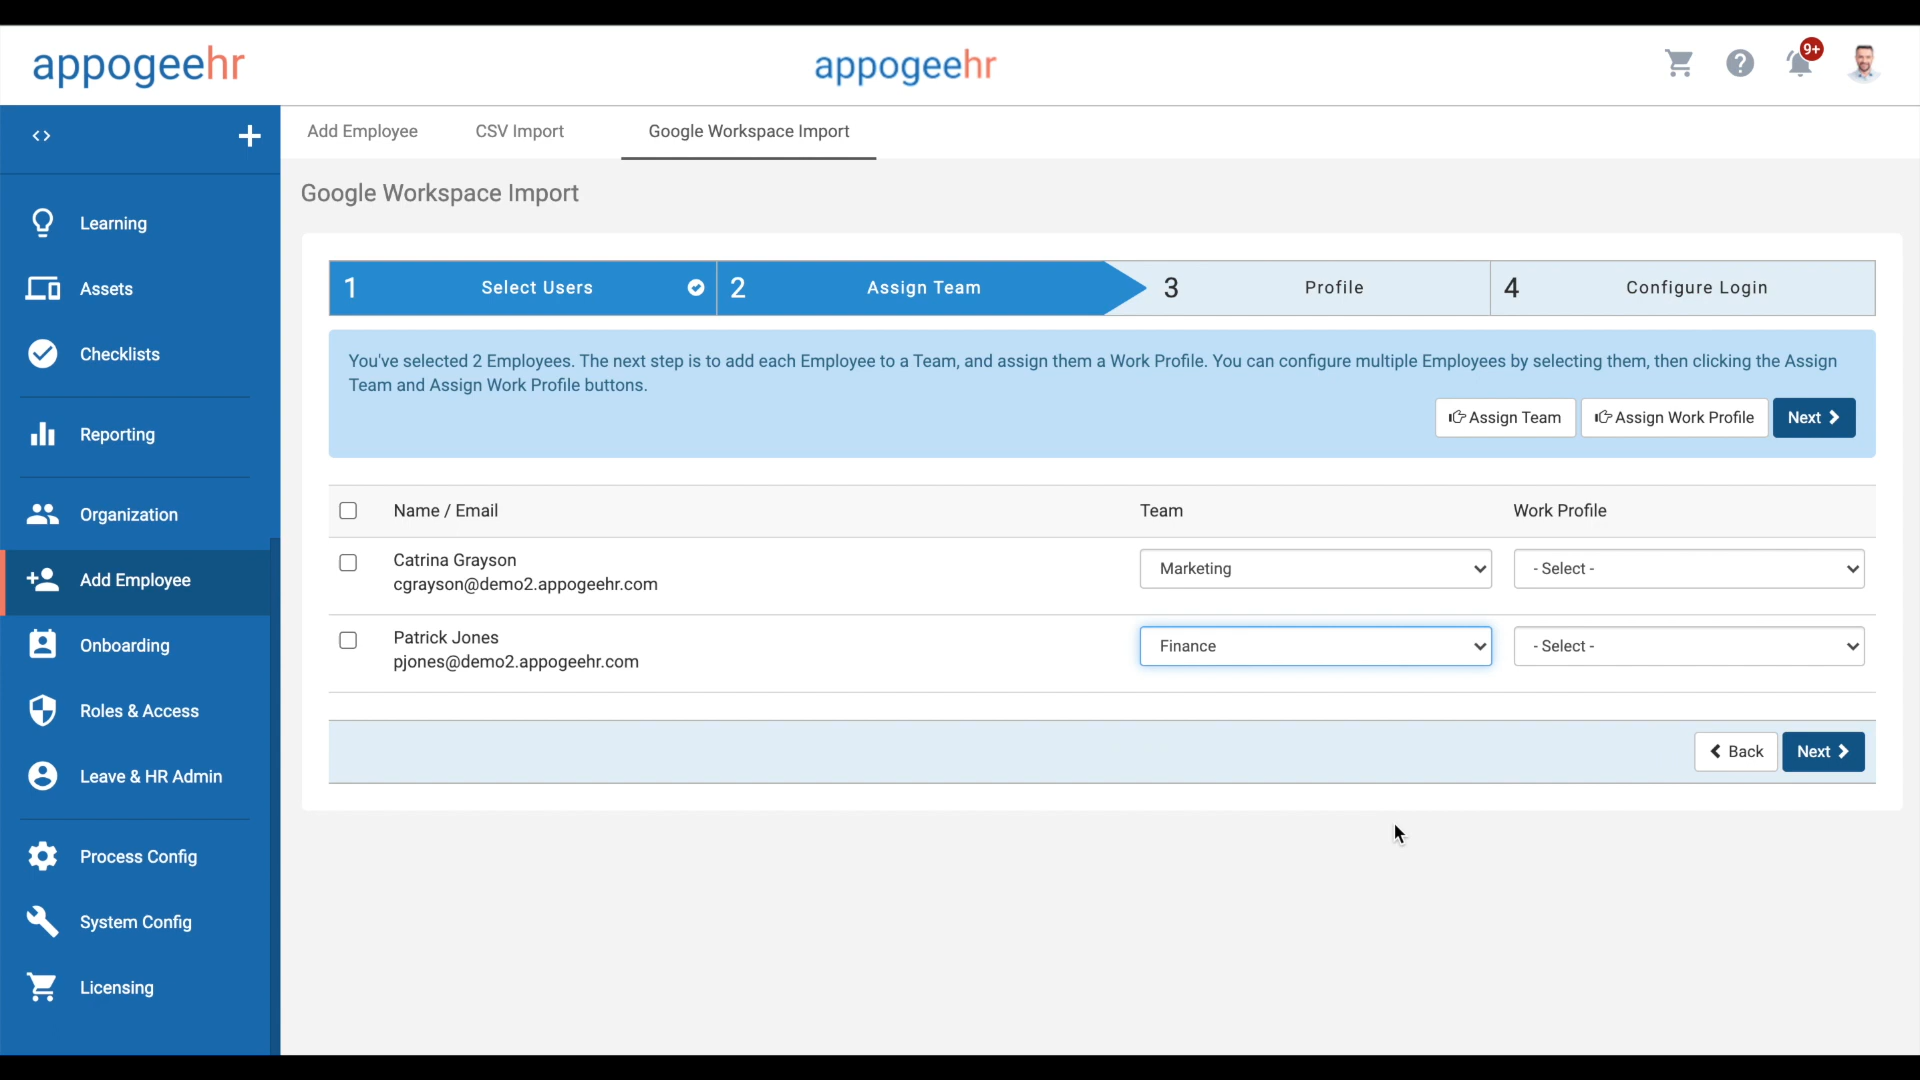 appogeehr
appogeehr
9+
Add Employee
CSV Import
Google Workspace Import
Learning
Assets
Checklists
Reporting
Organization
Add Employee
Onboarding
Roles & Access
Leave & HR Admin
Process Config
System Config
Licensing
Google Workspace Import
1 Select Users
2 Assign Team
3 Profile
4 Configure Login
You've selected 2 Employees. The next step is to add each Employee to a Team, and assign them a Work Profile. You can configure multiple Employees by selecting them, then clicking the Assign
Team and Assign Work Profile buttons.
Assign Team
Assign Work Profile
Next
Name / Email
Team
Work Profile
Catrina Grayson
cgrayson@demo2.appogeehr.com
Marketing
- Select -
Patrick Jones
pjones@demo2.appogeehr.com
Finance
- Select -
Back
Next